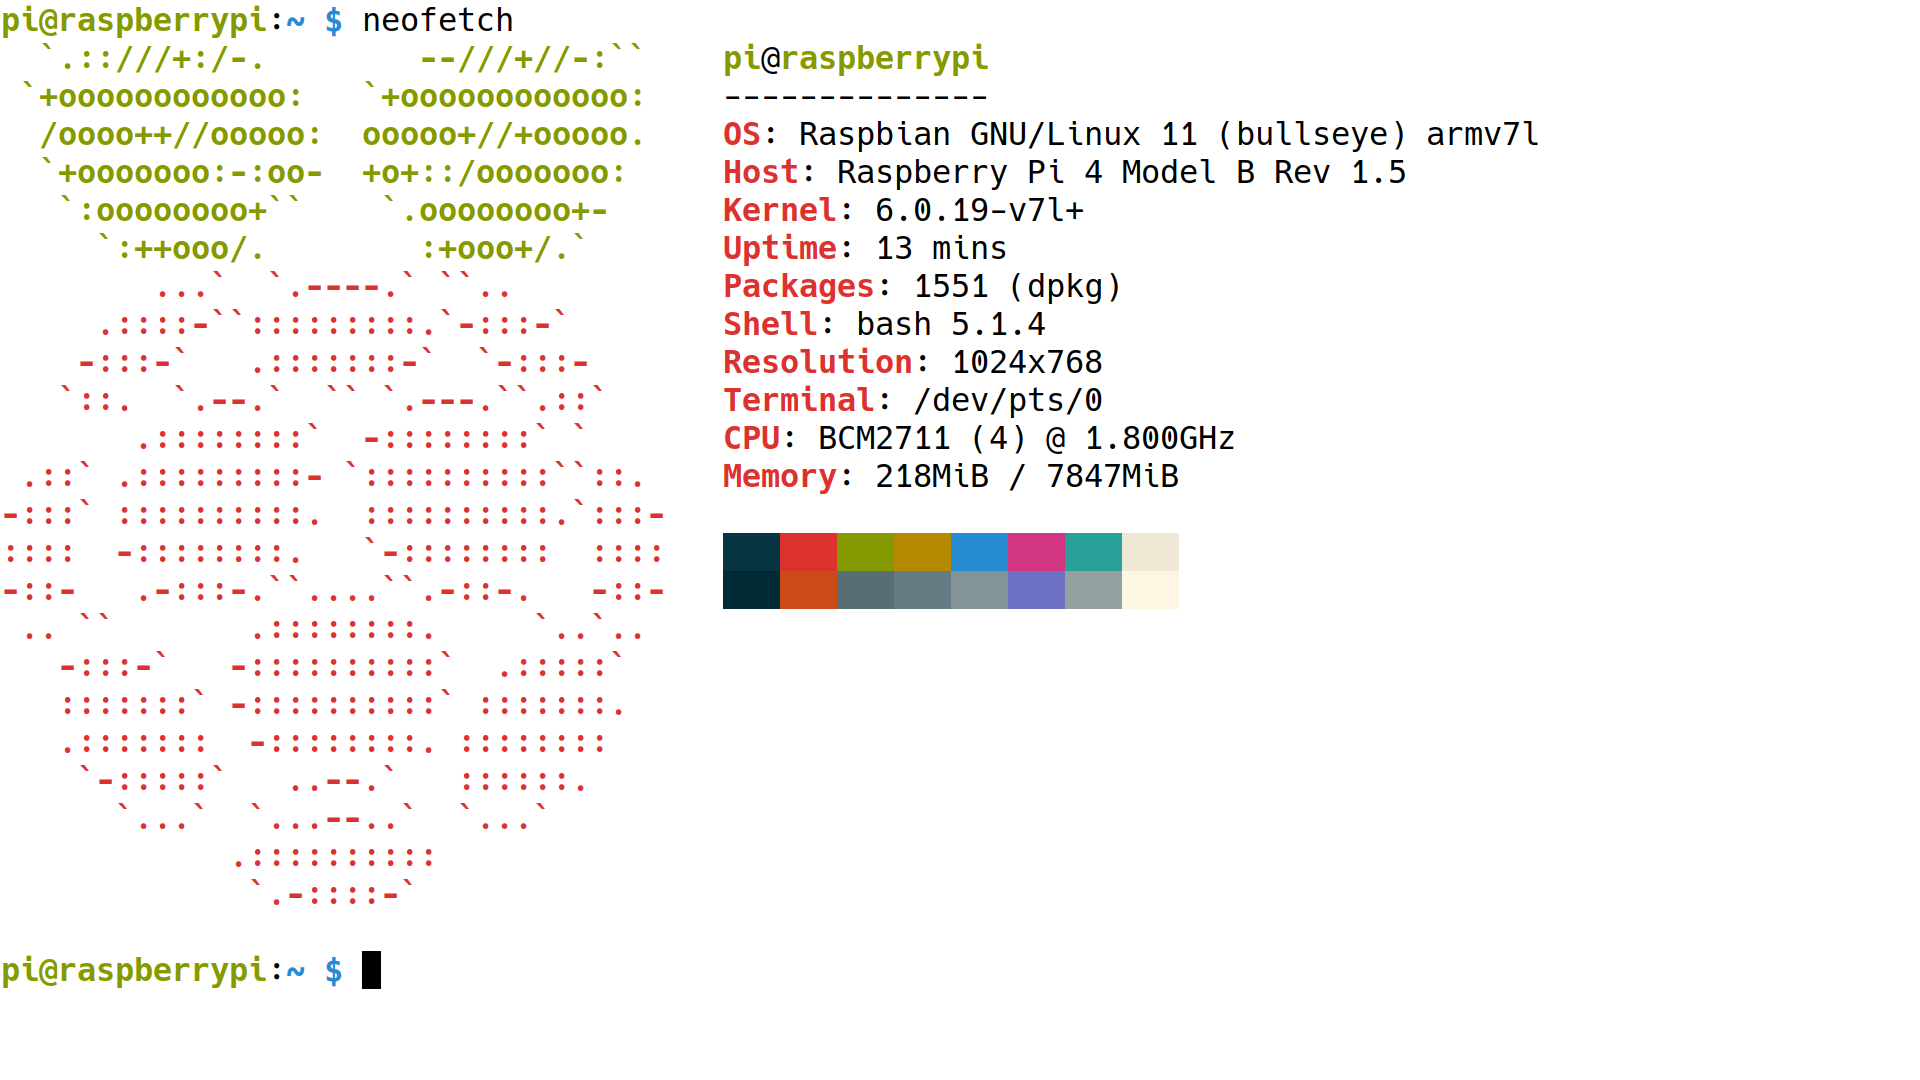 pi@raspberrypi:~ $ neofetch
pi@raspberrypi
--------------
OS: Raspbian GNU/Linux 11 (bullseye) armv7l
Host: Raspberry Pi 4 Model B Rev 1.5
Kernel: 6.0.19-v7l+
Uptime: 13 mins
Packages: 1551 (dpkg)
Shell: bash 5.1.4
Resolution: 1024x768
Terminal: /dev/pts/0
CPU: BCM2711 (4) @ 1.800GHz
Memory: 218MiB / 7847MiB
pi@raspberrypi:~ $